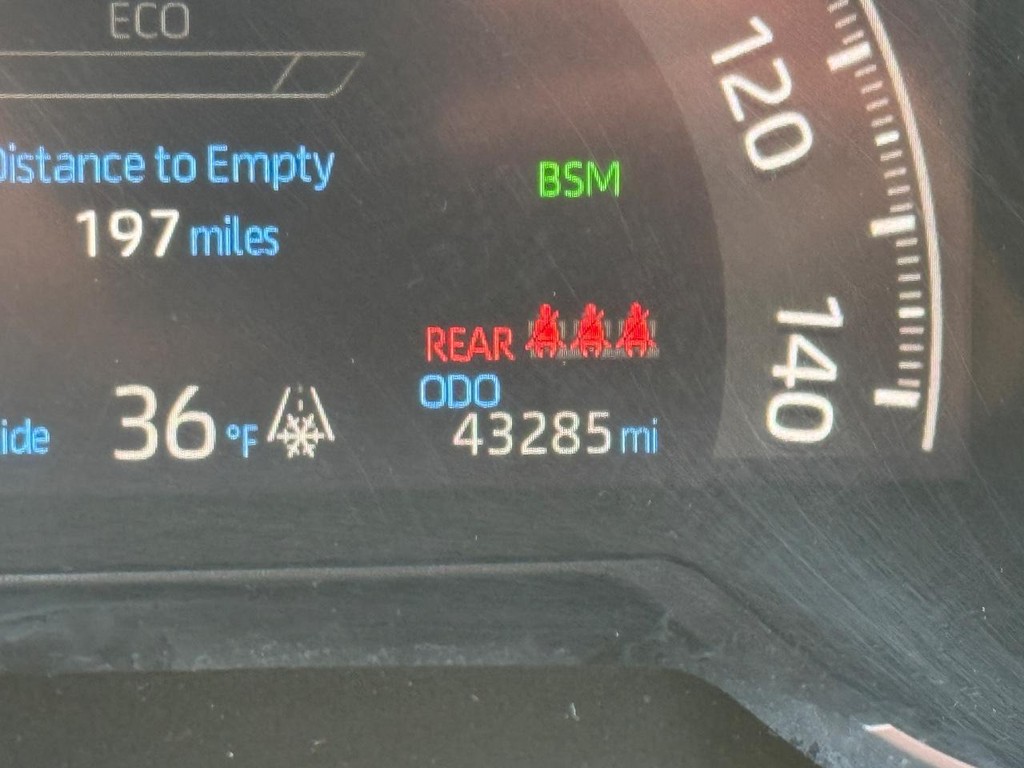 ECO
120
Distance to Empty
BSM
197 miles
140
REAR
ODO
ide 36 °F 43285 mi